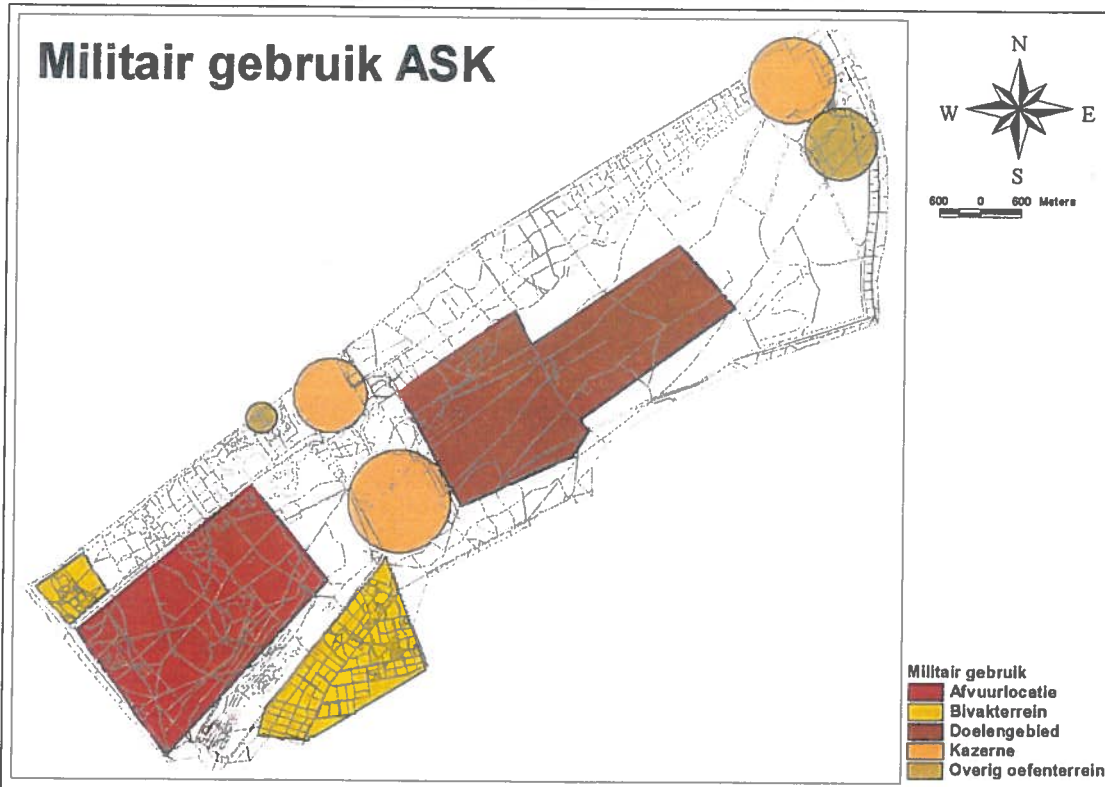 Militair gebruik ASK
N
W E
S
600 0 600 Meters
Militair gebruik
Afvuurlocatie
Bivakterrein
Doelengebied
Kazerne
Overig oefenterrein